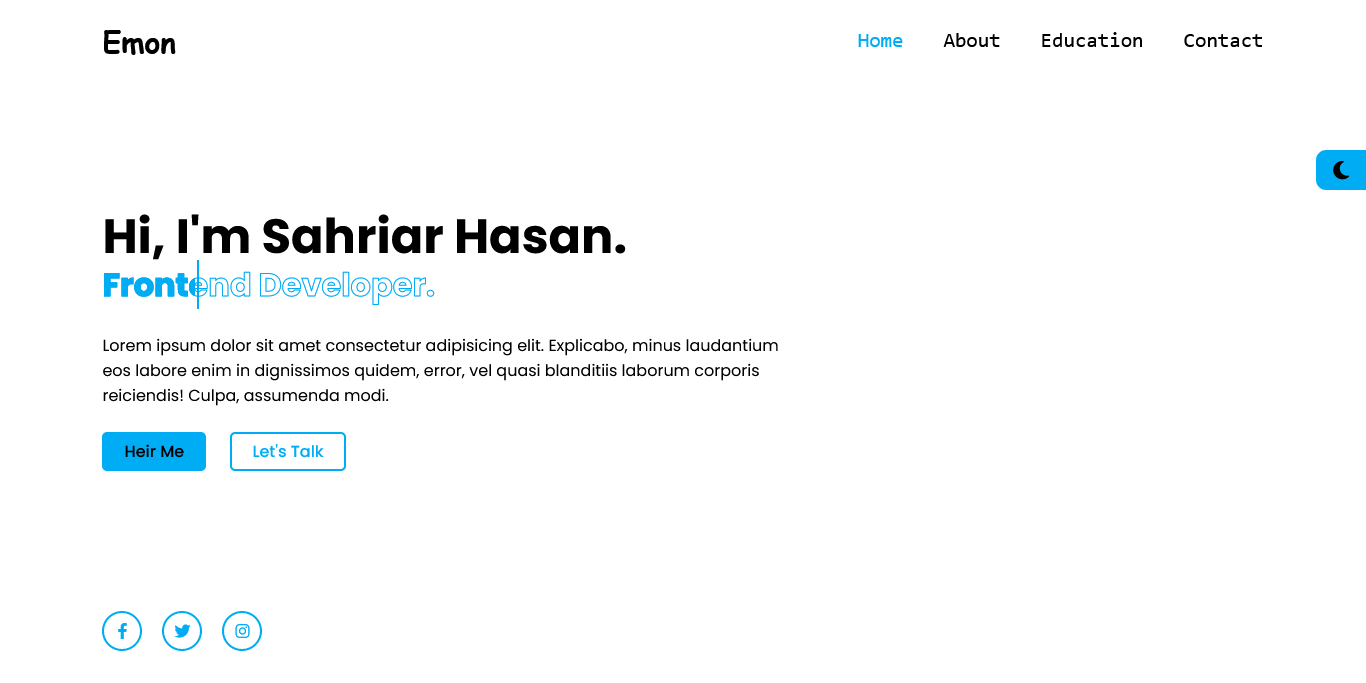 Emon
Home About Education Contact
Hi, I'm Sahriar Hasan.
Frontend Developer.
Lorem ipsum dolor sit amet consectetur adipisicing elit. Explicabo, minus laudantium
eos labore enim in dignissimos quidem, error, vel quasi blanditiis laborum corporis
reiciendis! Culpa, assumenda modi.
Heir Me
Let's Talk